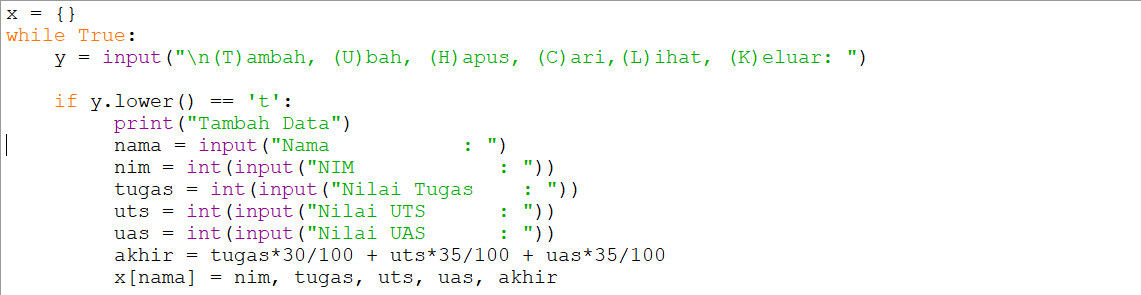 x = {}
while True:
    y = input("\n(T)ambah, (U)bah, (H)apus, (C)ari,(L)ihat, (K)eluar: ")
    if y.lower() == 't':
         print("Tambah Data")
         nama = input("Nama           : ")
         nim = int(input("NIM            : "))
         tugas = int(input("Nilai Tugas    : "))
         uts = int(input("Nilai UTS      : "))
         uas = int(input("Nilai UAS      : "))
         akhir = tugas*30/100 + uts*35/100 + uas*35/100
         x[nama] = nim, tugas, uts, uas, akhir